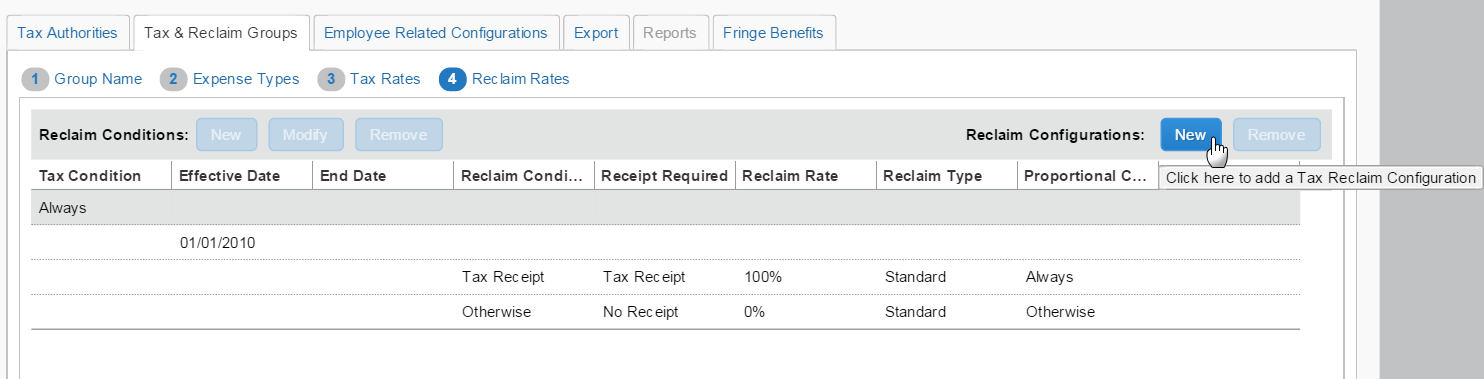 Tax Authorities Tax & Reclaim Groups Employee Related Configurations Export Reports Fringe Benefits
1 Group Name 2 Expense Types 3 Tax Rates 4 Reclaim Rates
Reclaim Conditions: New Modify Remove Reclaim Configurations: New Remove
Tax Condition Effective Date End Date Reclaim Condi... Receipt Required Reclaim Rate Reclaim Type Proportional C...
Click here to add a Tax Reclaim Configuration
Always
01/01/2010
Tax Receipt Tax Receipt 100% Standard Always
Otherwise No Receipt 0% Standard Otherwise